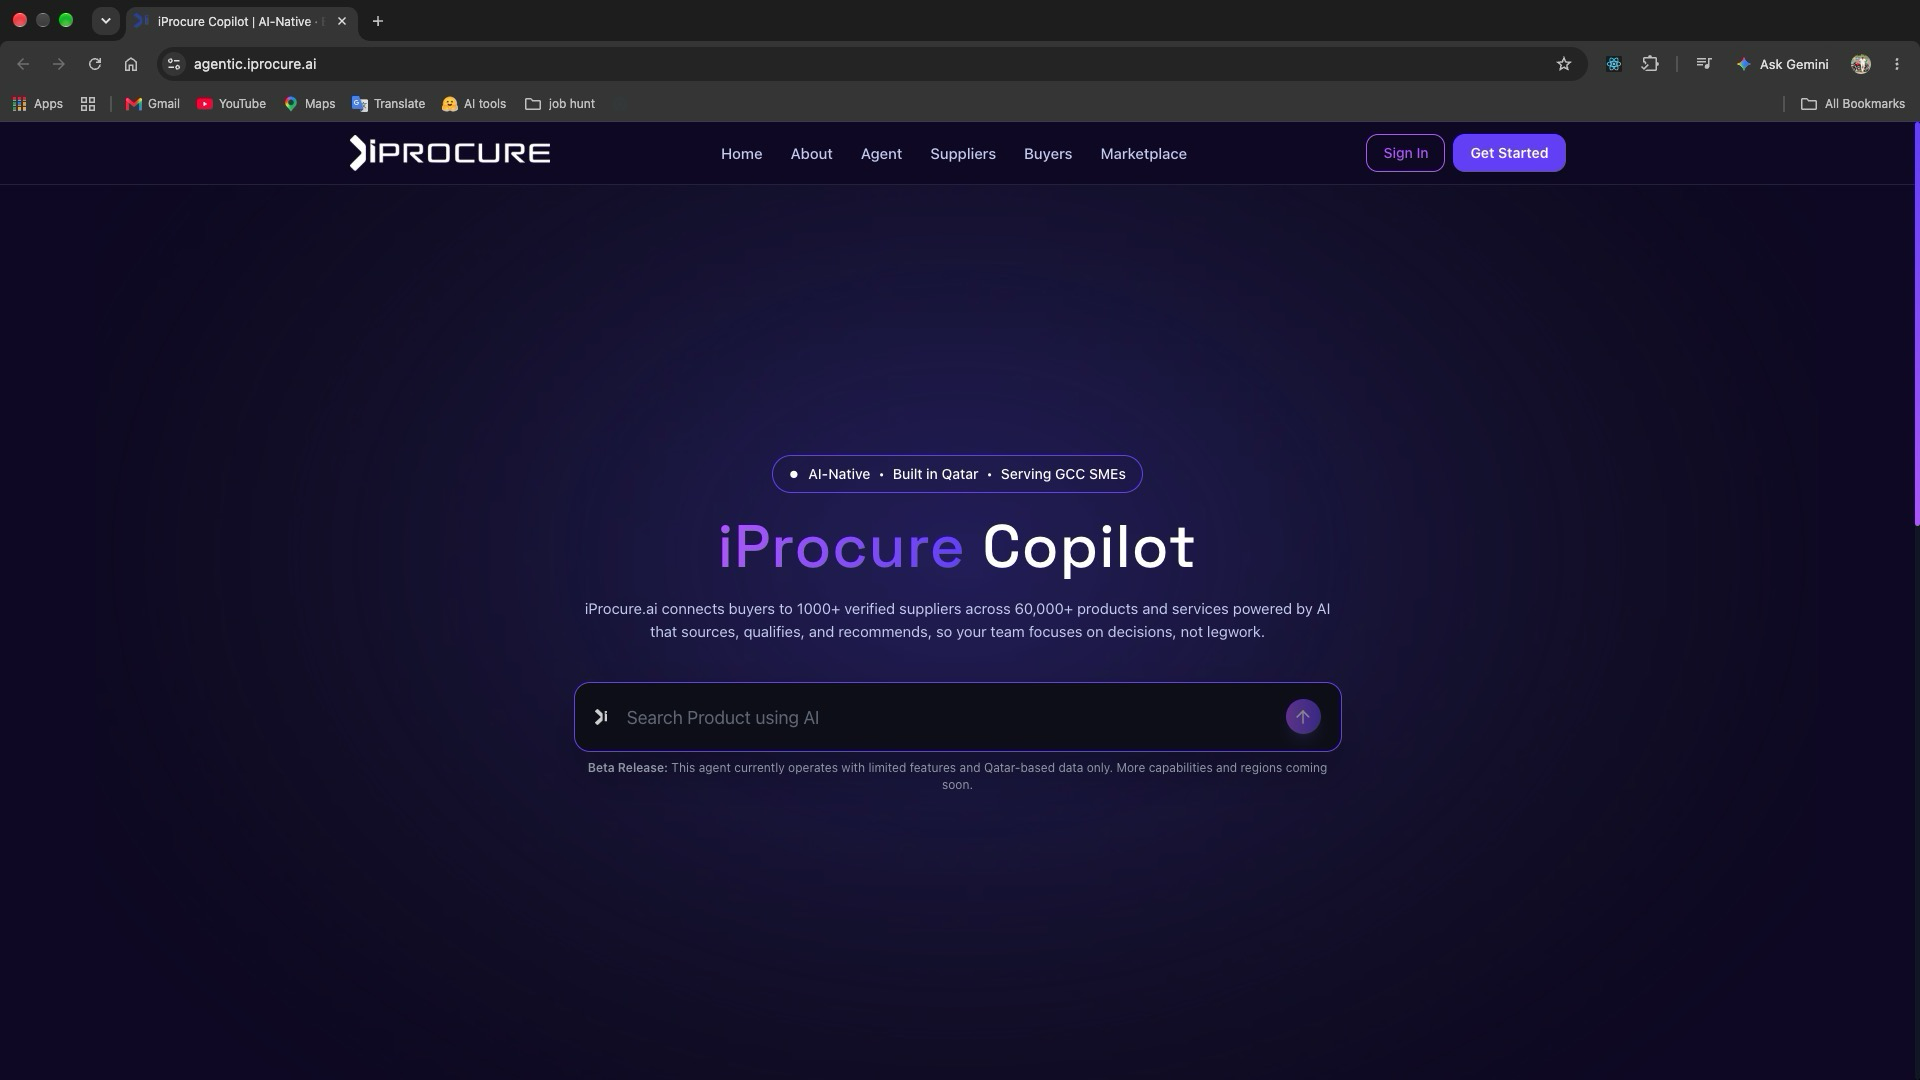 iProcure Copilot | AI-Native ·
agentic.iprocure.ai
Ask Gemini
Apps
Gmail
YouTube
Maps
Translate
AI tools
job hunt
All Bookmarks
iPROCURE
Home
About
Agent
Suppliers
Buyers
Marketplace
Sign In
Get Started
AI-Native • Built in Qatar • Serving GCC SMEs
iProcure Copilot
iProcure.ai connects buyers to 1000+ verified suppliers across 60,000+ products and services powered by AI
that sources, qualifies, and recommends, so your team focuses on decisions, not legwork.
Search Product using AI
Beta Release: This agent currently operates with limited features and Qatar-based data only. More capabilities and regions coming
soon.